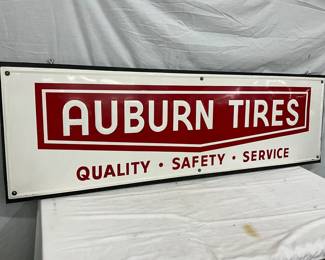 AUBURN TIRES
QUALITY · SAFETY · SERVICE